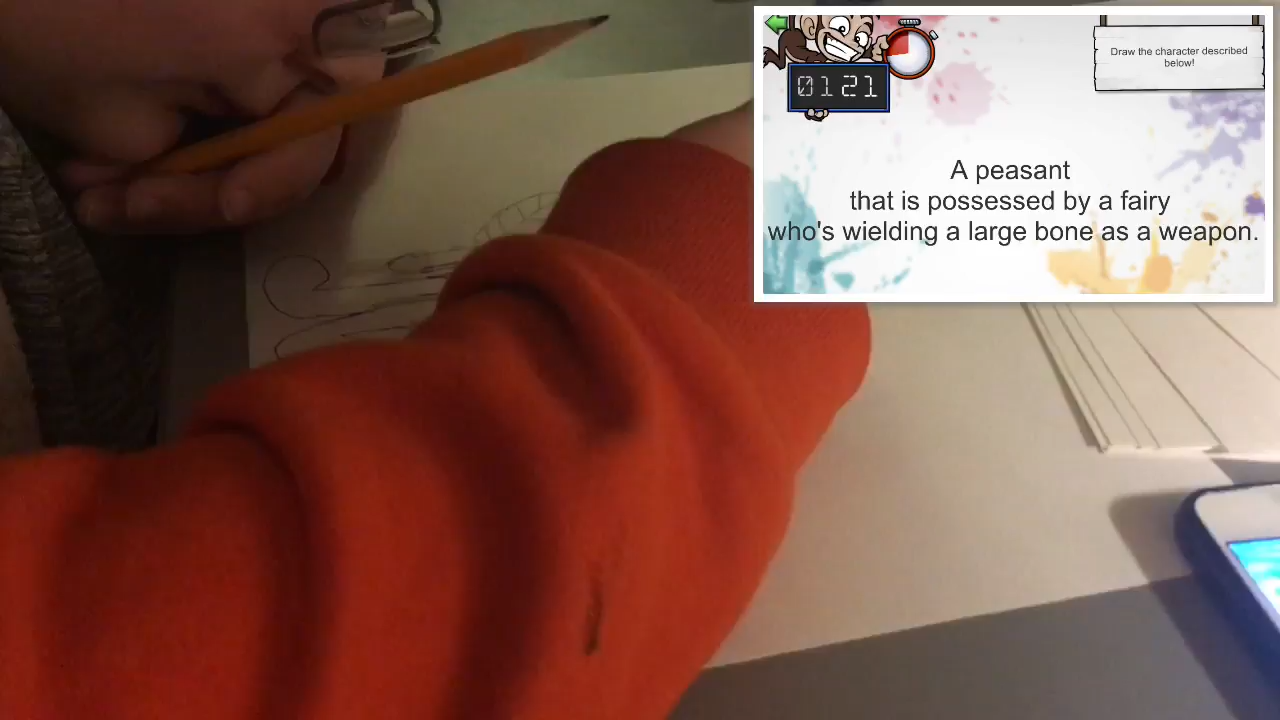 01 21
Draw the character described
below!
A peasant
that is possessed by a fairy
who's wielding a large bone as a weapon.